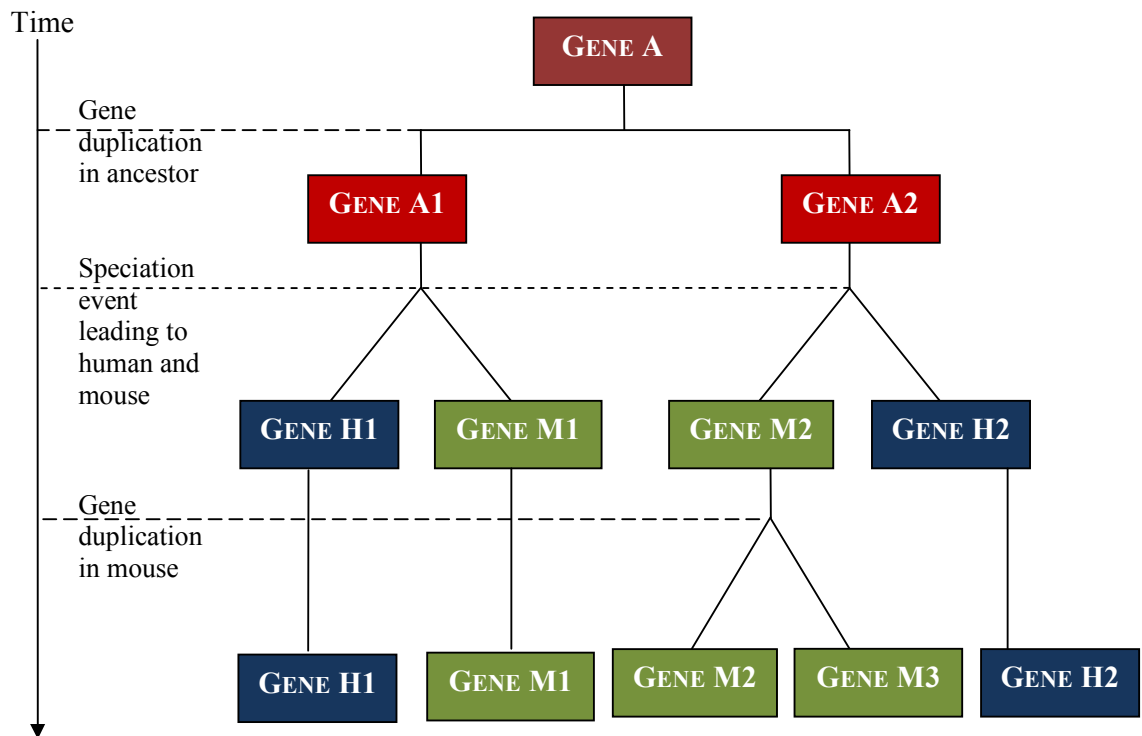 Time
GENE A
Gene
duplication
in ancestor
GENE A1
GENE A2
Speciation
event
leading to
human and
mouse
GENE H1
GENE M1
GENE M2
GENE H2
Gene
duplication
in mouse
GENE H1
GENE M1
GENE M2
GENE M3
GENE H2